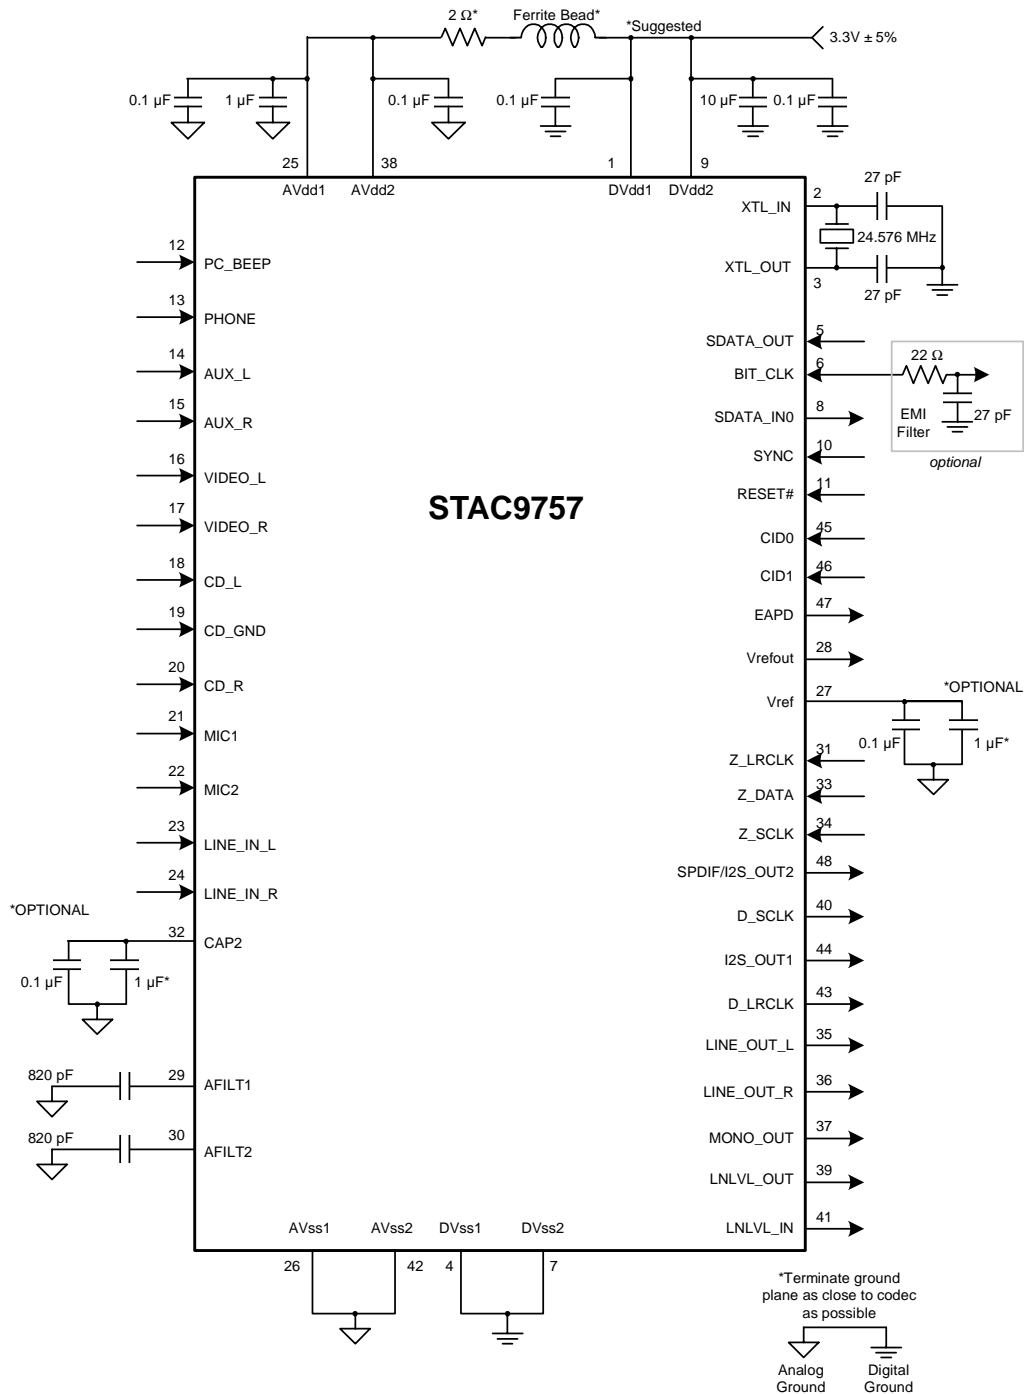 2 Ω*
Ferrite Bead*
*Suggested
3.3V ± 5%
0.1 µF
1 µF
0.1 µF
0.1 µF
10 µF
0.1 µF
25
38
1
9
AVdd1
AVdd2
DVdd1
DVdd2
27 pF
2
XTL_IN
24.576 MHz
XTL_OUT
3
27 pF
12
PC_BEEP
13
PHONE
14
AUX_L
15
AUX_R
16
VIDEO_L
17
VIDEO_R
18
CD_L
19
CD_GND
20
CD_R
21
MIC1
22
MIC2
23
LINE_IN_L
24
LINE_IN_R
*OPTIONAL
32
CAP2
0.1 µF
1 µF*
820 pF
29
AFILT1
820 pF
30
AFILT2
STAC9757
5
SDATA_OUT
6
BIT_CLK
22 Ω
EMI
Filter
27 pF
optional
8
SDATA_IN0
10
SYNC
11
RESET#
45
CID0
46
CID1
47
EAPD
28
Vrefout
27
Vref
*OPTIONAL
0.1 µF
1 µF*
31
Z_LRCLK
33
Z_DATA
34
Z_SCLK
48
SPDIF/I2S_OUT2
40
D_SCLK
44
I2S_OUT1
43
D_LRCLK
35
LINE_OUT_L
36
LINE_OUT_R
37
MONO_OUT
39
LNLVL_OUT
41
LNLVL_IN
AVss1
AVss2
DVss1
DVss2
26
42
4
7
*Terminate ground
plane as close to codec
as possible
Analog
Ground
Digital
Ground